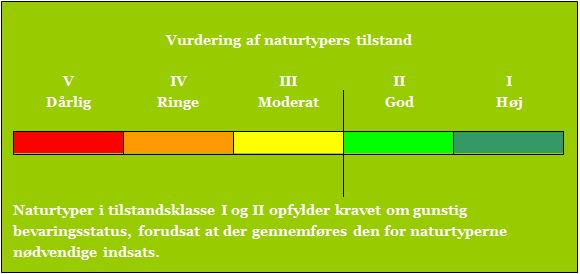 Vurdering af naturtypers tilstand
V IV III II I
Dårlig Ringe Moderat God Høj
Naturtyper i tilstandsklasse I og II opfylder kravet om gunstig
bevaringsstatus, forudsat at der gennemføres den for naturtyperne
nødvendige indsats.